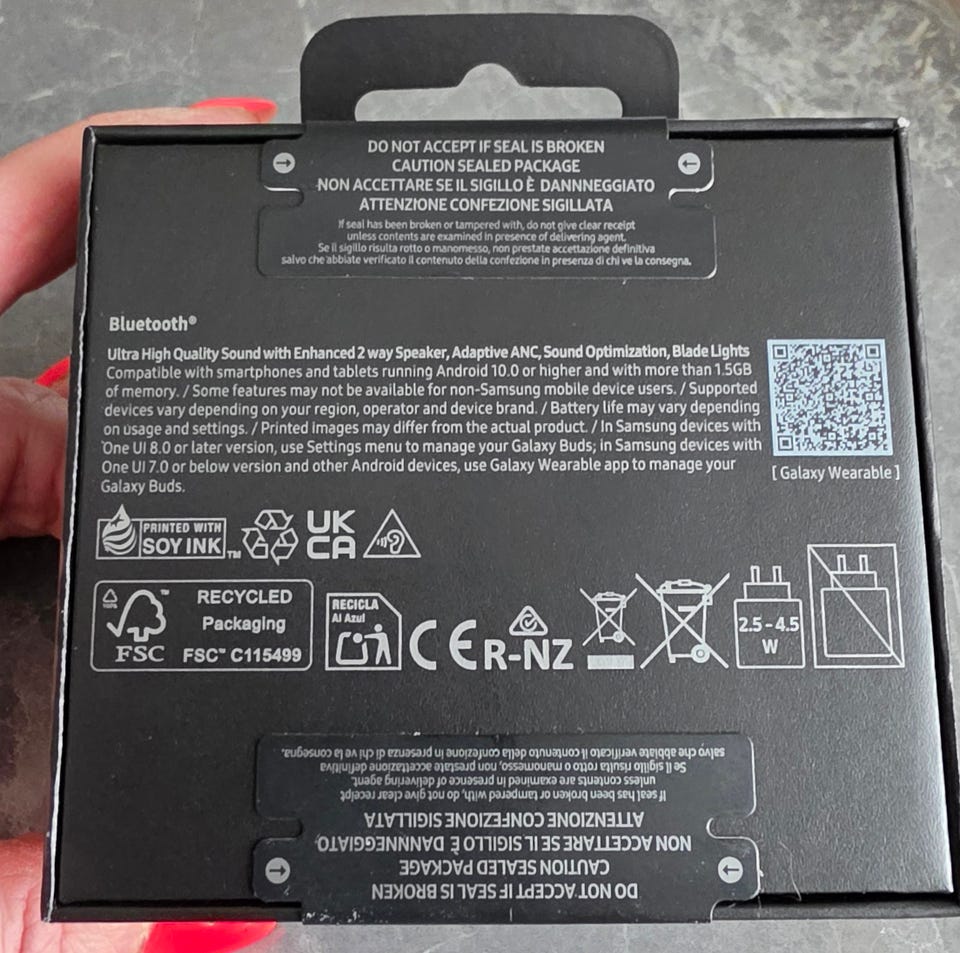 DO NOT ACCEPT IF SEAL IS BROKEN
CAUTION SEALED PACKAGE
NON ACCETTARE SE IL SIGILLO È DANNNEGGIATO
ATTENZIONE CONFEZIONE SIGILLATA
If seal has been broken or tampered with, do not give clear receipt
unless contents are examined in presence of delivering agent.
Se il sigillo risulta rotto o manomesso, non prestate accettazione definitiva
salvo che abbiate verificato il contenuto della confezione in presenza di chi ve la consegna.
Bluetooth®
Ultra High Quality Sound with Enhanced 2 way Speaker, Adaptive ANC, Sound Optimization, Blade Lights
Compatible with smartphones and tablets running Android 10.0 or higher and with more than 1.5GB
of memory. / Some features may not be available for non-Samsung mobile device users. / Supported
devices vary depending on your region, operator and device brand. / Battery life may vary depending
on usage and settings. / Printed images may differ from the actual product. / In Samsung devices with
One UI 8.0 or later version, use Settings menu to manage your Galaxy Buds; in Samsung devices with
One UI 7.0 or below version and other Android devices, use Galaxy Wearable app to manage your
Galaxy Buds.
[ Galaxy Wearable ]
PRINTED WITH
SOY INK™
UK
CA
100%
FSC™
RECYCLED
Packaging
FSC™ C115499
RECICLA
Al Azul
CE
R-NZ
2.5 - 4.5
W
DO NOT ACCEPT IF SEAL IS BROKEN
CAUTION SEALED PACKAGE
NON ACCETTARE SE IL SIGILLO È DANNNEGGIATO
ATTENZIONE CONFEZIONE SIGILLATA
If seal has been broken or tampered with, do not give clear receipt
unless contents are examined in presence of delivering agent.
Se il sigillo risulta rotto o manomesso, non prestate accettazione definitiva
salvo che abbiate verificato il contenuto della confezione in presenza di chi ve la consegna.